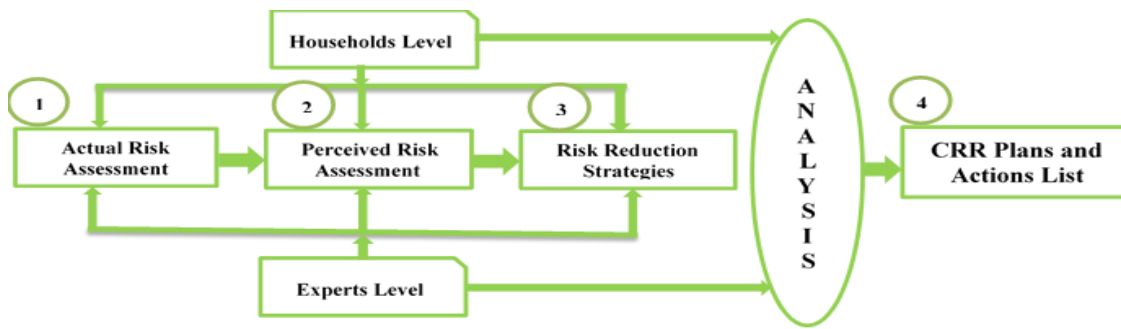 Households Level
1
2
3
4
Actual Risk
Assessment
Perceived Risk
Assessment
Risk Reduction
Strategies
A
N
A
L
Y
S
I
S
CRR Plans and
Actions List
Experts Level